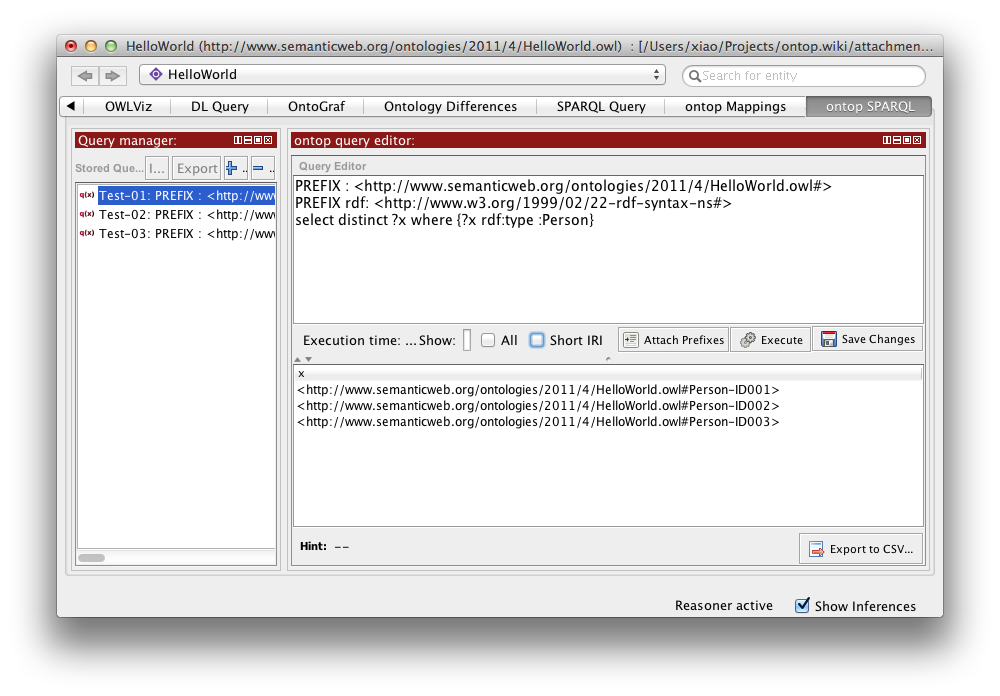 HelloWorld (http://www.semanticweb.org/ontologies/2011/4/HelloWorld.owl) : [/Users/xiao/Projects/ontop.wiki/attachmen...
HelloWorld
Search for entity
OWLViz DL Query OntoGraf Ontology Differences SPARQL Query ontop Mappings ontop SPARQL
Query manager:
Stored Que... I... Export .. ..
q(x) Test-01: PREFIX : <http://ww
q(x) Test-02: PREFIX : <http://ww
q(x) Test-03: PREFIX : <http://ww
ontop query editor:
Query Editor
PREFIX : <http://www.semanticweb.org/ontologies/2011/4/HelloWorld.owl#>
PREFIX rdf: <http://www.w3.org/1999/02/22-rdf-syntax-ns#>
select distinct ?x where {?x rdf:type :Person}
Execution time: ... Show: All Short IRI Attach Prefixes Execute Save Changes
x
<http://www.semanticweb.org/ontologies/2011/4/HelloWorld.owl#Person-ID001>
<http://www.semanticweb.org/ontologies/2011/4/HelloWorld.owl#Person-ID002>
<http://www.semanticweb.org/ontologies/2011/4/HelloWorld.owl#Person-ID003>
Hint: -- Export to CSV...
Reasoner active Show Inferences